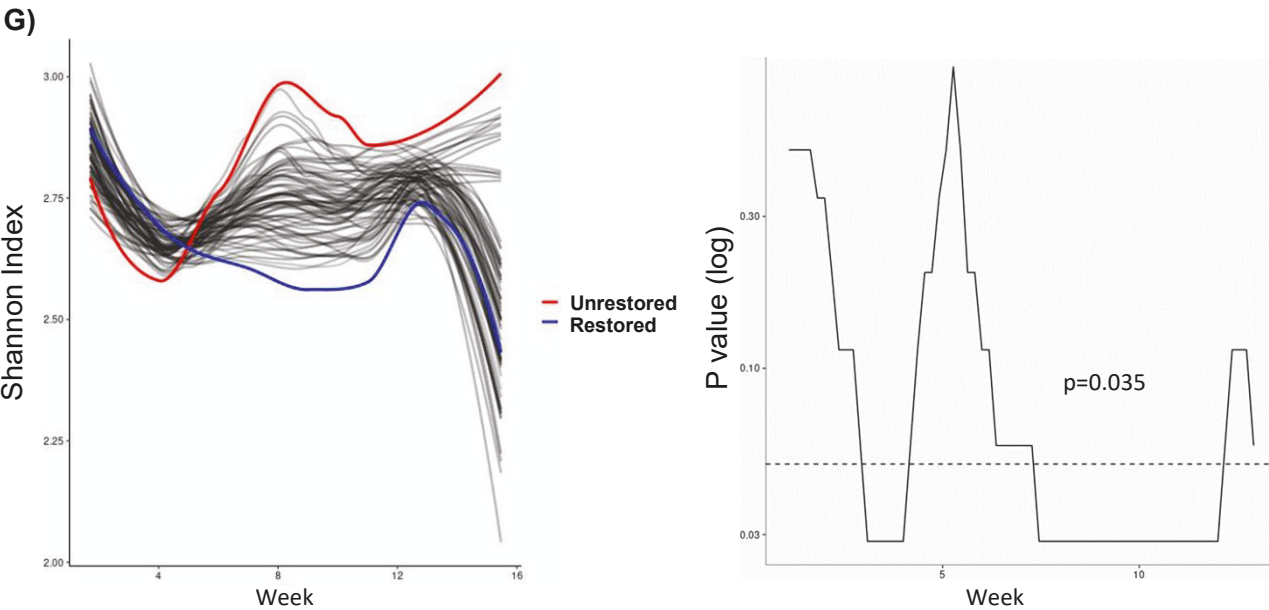 G)
Shannon Index
3.00
2.75
2.50
2.25
2.00
4
8
12
16
Week
Unrestored
Restored
P value (log)
0.30
0.10
0.03
p=0.035
5
10
Week